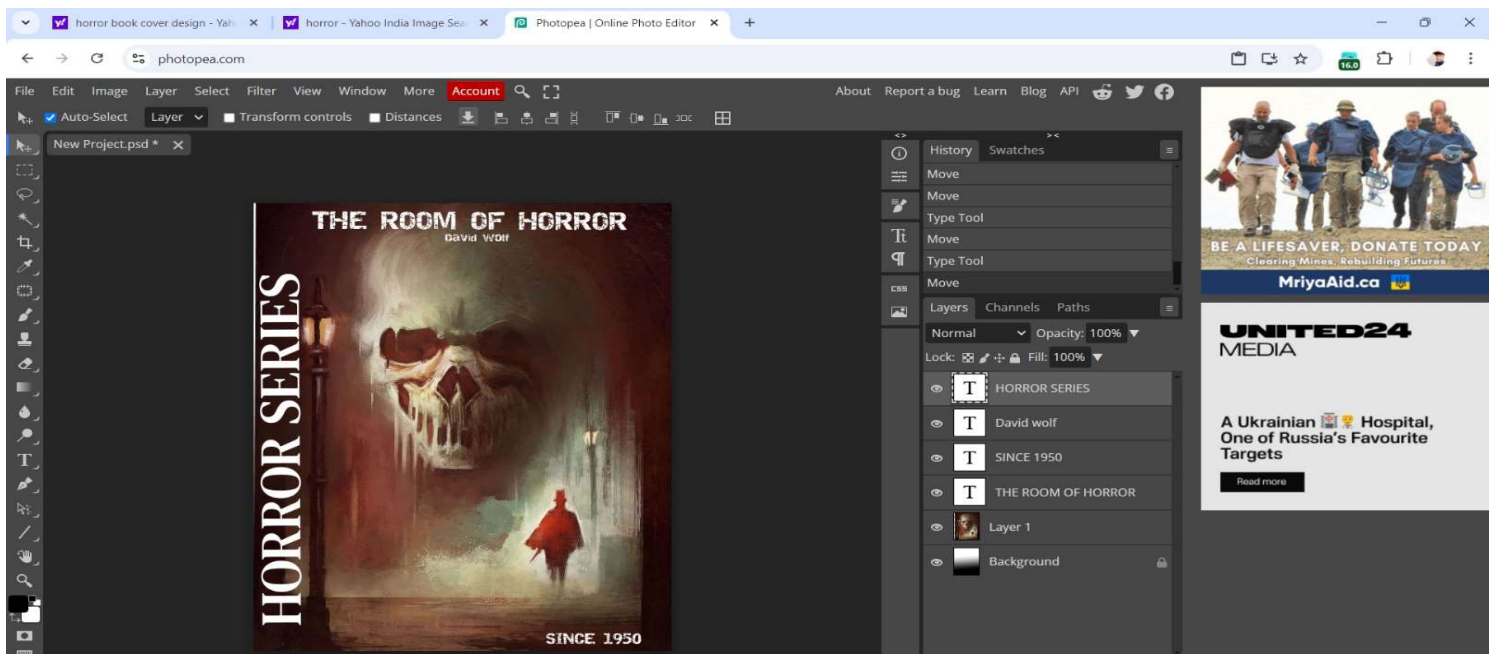 horror book cover design - Yah
horror - Yahoo India Image Sea
Photopea | Online Photo Editor
photopea.com
16.0
File Edit Image Layer Select Filter View Window More Account
About Report a bug Learn Blog API
Auto-Select Layer Transform controls Distances
New Project.psd *
THE ROOM OF HORROR
David Wolf
HORROR SERIES
SINCE 1950
History Swatches
Move
Move
Type Tool
Move
Type Tool
Move
CSS
Layers Channels Paths
Normal Opacity: 100%
Lock: Fill: 100%
T HORROR SERIES
T David wolf
T SINCE 1950
T THE ROOM OF HORROR
Layer 1
Background
BE A LIFESAVER, DONATE TODAY
Clearing Mines, Rebuilding Futures
MriyaAid.ca
UNITED24
MEDIA
A Ukrainian 🏥 👨‍⚕️ Hospital,
One of Russia's Favourite
Targets
Read more